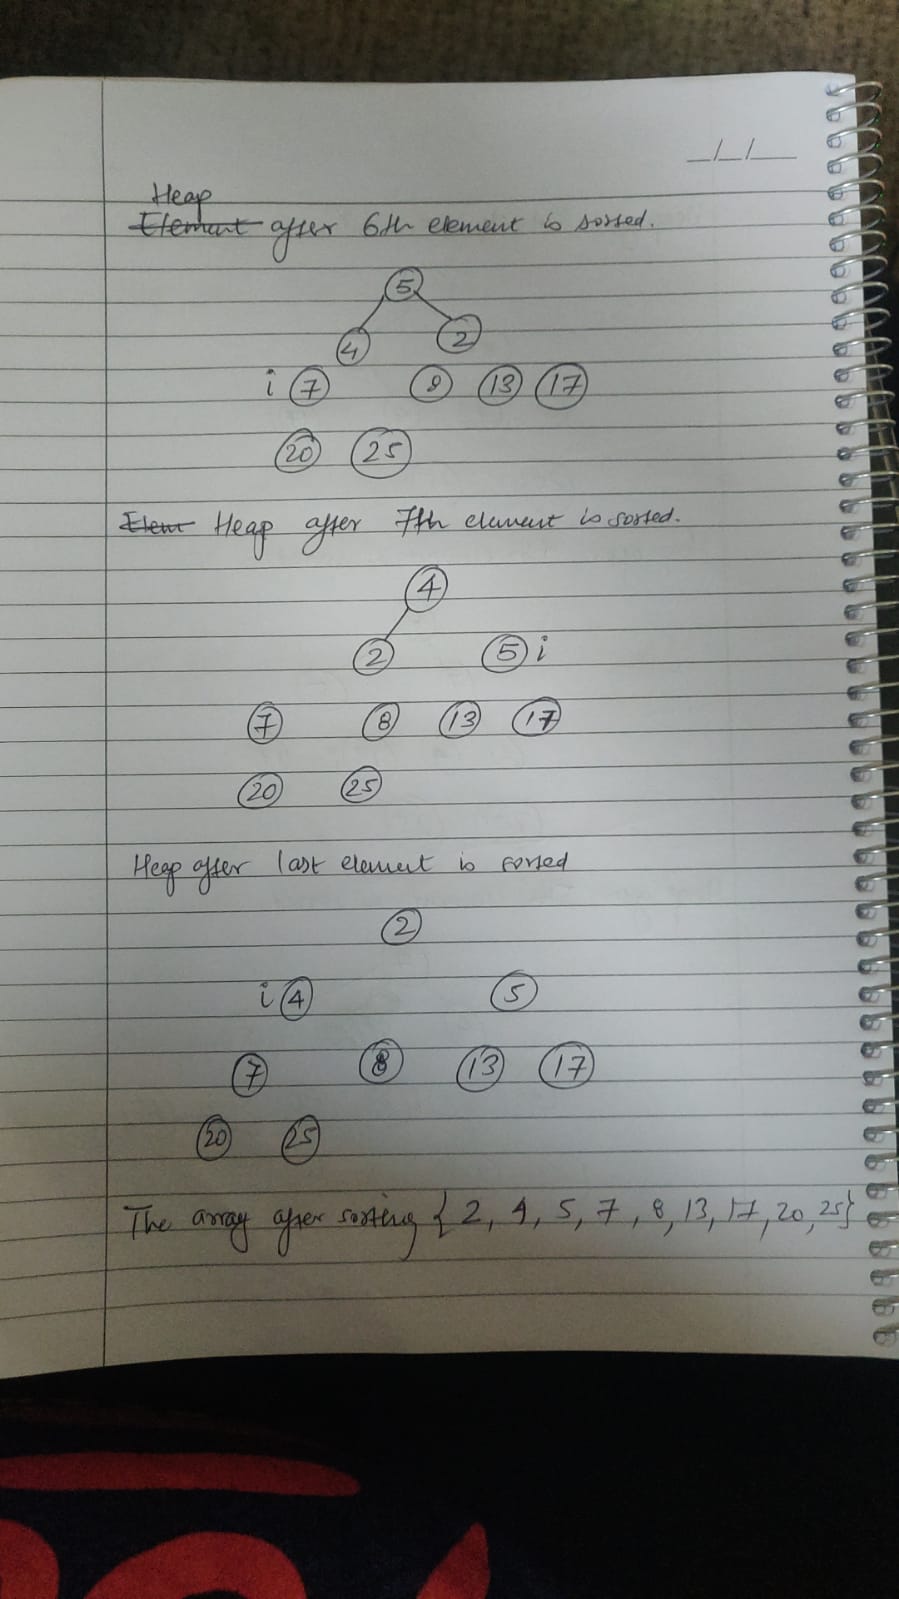 Heap
Element after 6th element is sorted.
5
4 2
i 7 8 13 17
20 25
Elem Heap after 7th element is sorted.
4
2 5 i
7 8 13 17
20 25
Heap after last element is sorted
2
i 4 5
7 8 13 17
20 25
The array after sorting { 2, 4, 5, 7, 8, 13, 17, 20, 25}